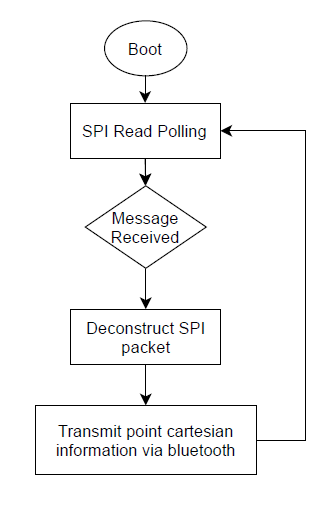 Boot
SPI Read Polling
Message
Received
Deconstruct SPI
packet
Transmit point cartesian
information via bluetooth